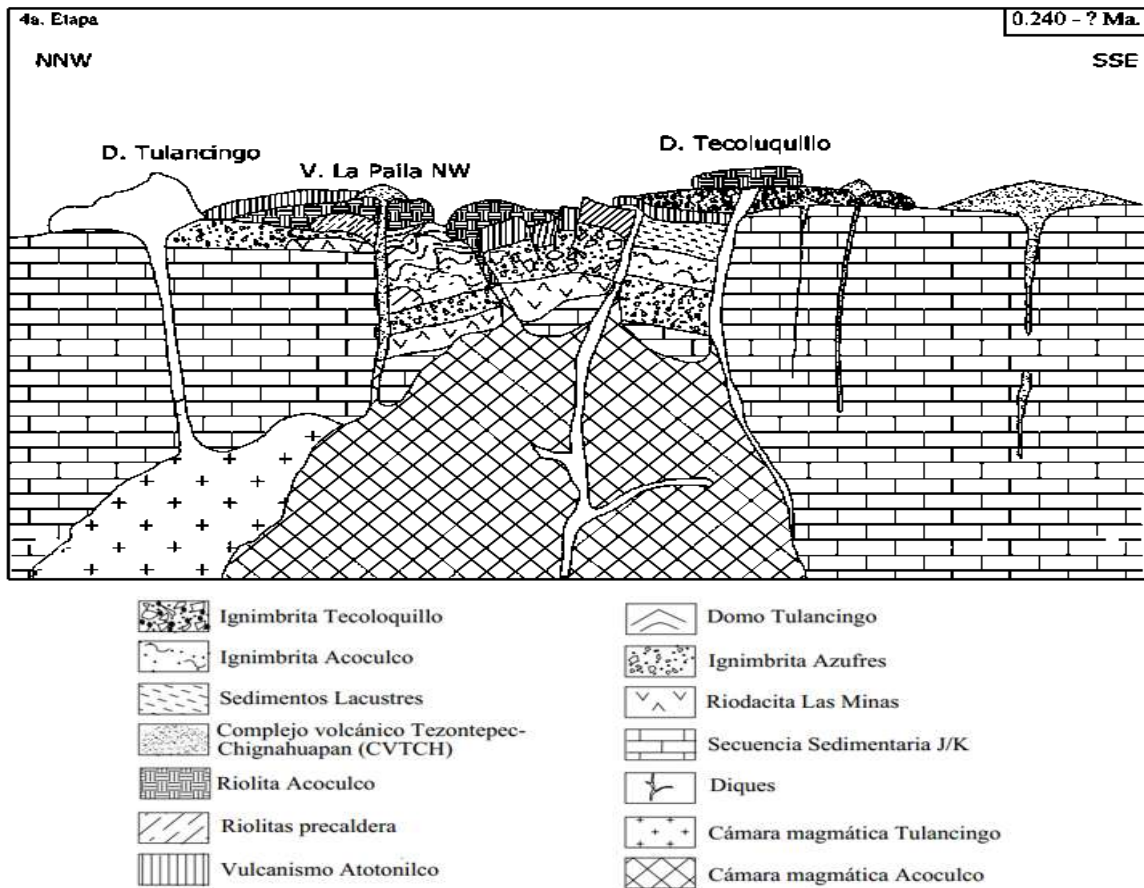 4a. Etapa
0.240 - ? Ma.
NNW
SSE
D. Tulancingo
V. La Paila NW
D. Tecoluquillo
Ignimbrita Tecoloquillo
Ignimbrita Acoculco
Sedimentos Lacustres
Complejo volcánico Tezontepec-
Chignahuapan (CVTCH)
Riolita Acoculco
Riolitas precaldera
Vulcanismo Atotonilco
Domo Tulancingo
Ignimbrita Azufres
Riodacita Las Minas
Secuencia Sedimentaria J/K
Diques
Cámara magmática Tulancingo
Cámara magmática Acoculco